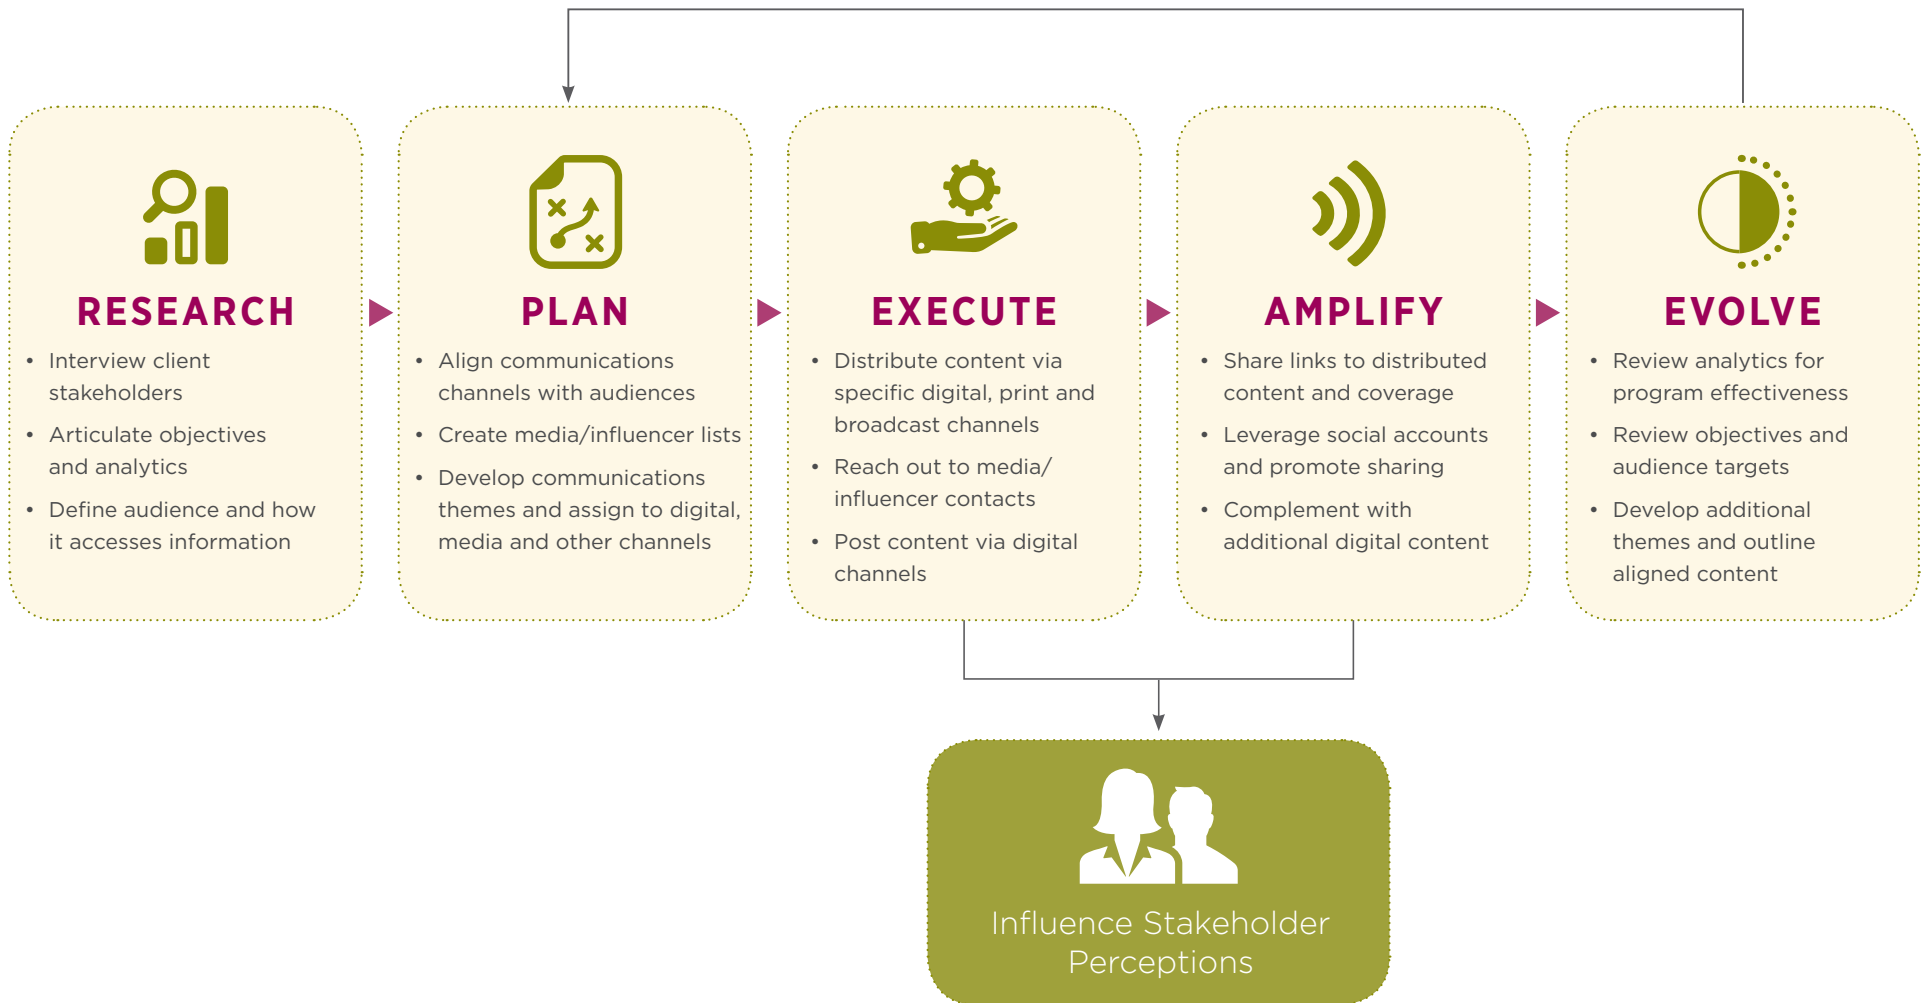 RESEARCH
• Interview client
stakeholders
• Articulate objectives
and analytics
• Define audience and how
it accesses information
PLAN
• Align communications
channels with audiences
• Create media/influencer lists
• Develop communications
themes and assign to digital,
media and other channels
EXECUTE
• Distribute content via
specific digital, print and
broadcast channels
• Reach out to media/
influencer contacts
• Post content via digital
channels
AMPLIFY
• Share links to distributed
content and coverage
• Leverage social accounts
and promote sharing
• Complement with
additional digital content
EVOLVE
• Review analytics for
program effectiveness
• Review objectives and
audience targets
• Develop additional
themes and outline
aligned content
Influence Stakeholder
Perceptions